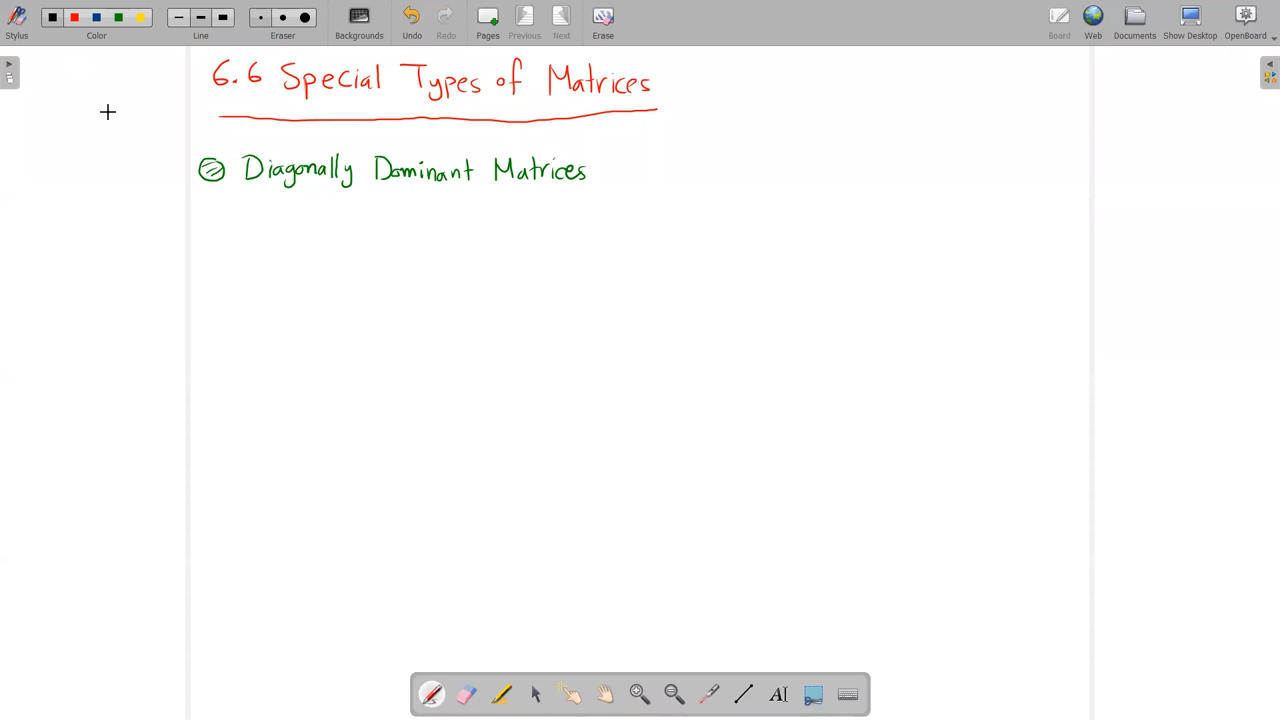 Stylus Color Line Eraser Backgrounds Undo Redo Pages Previous Next Erase Board Web Documents Show Desktop OpenBoard
6.6 Special Types of Matrices
Diagonally Dominant Matrices